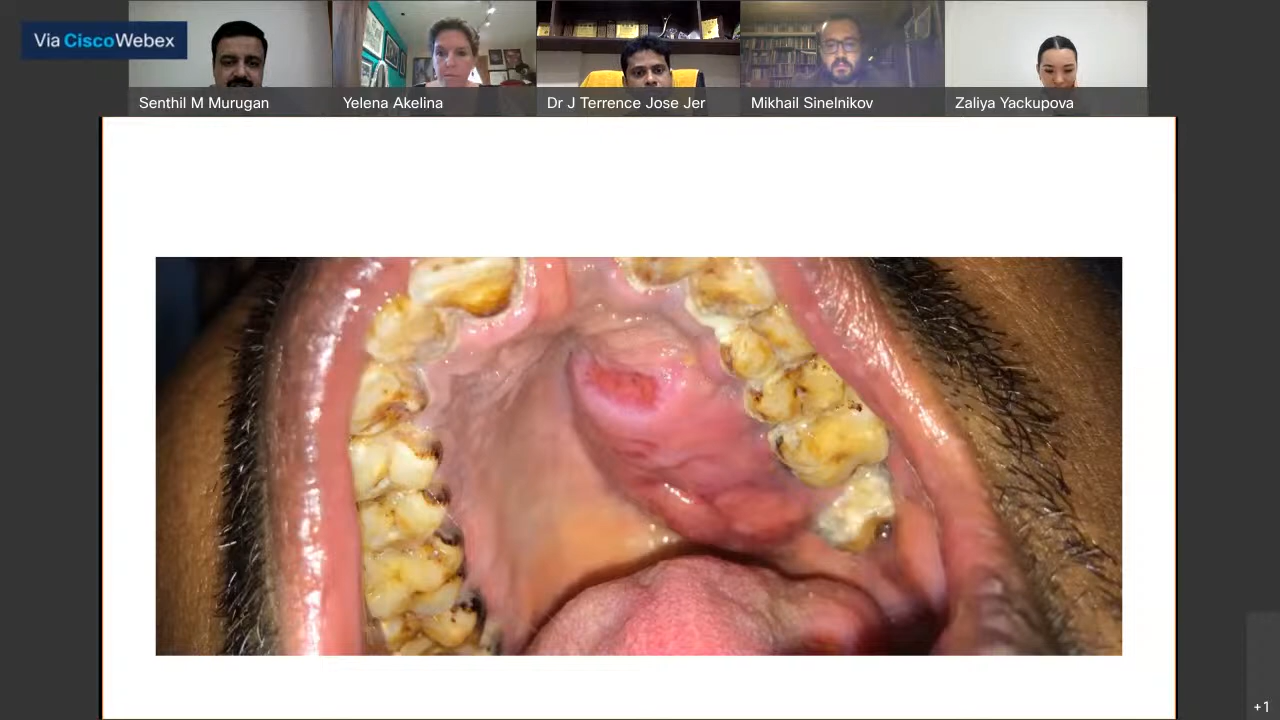 Via CiscoWebex
Senthil M Murugan
Yelena Akelina
Dr J Terrence Jose Jer
Mikhail Sinelnikov
Zaliya Yackupova
+1